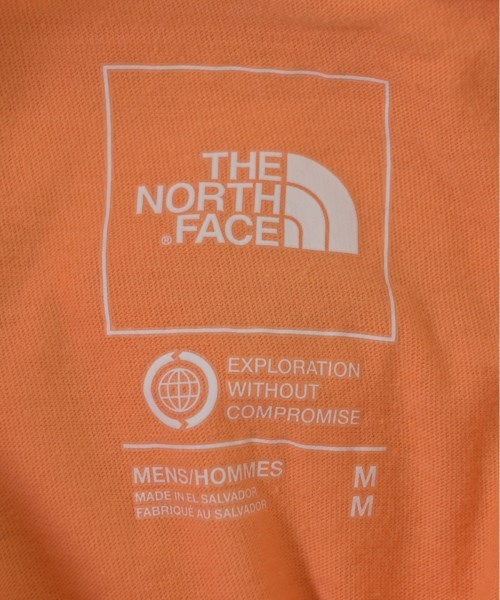 THE
NORTH
® FACE
EXPLORATION
WITHOUT
COMPROMISE
MENS/HOMMES M
MADE IN EL SALVADOR
FABRIQUE AU SALVADOR M